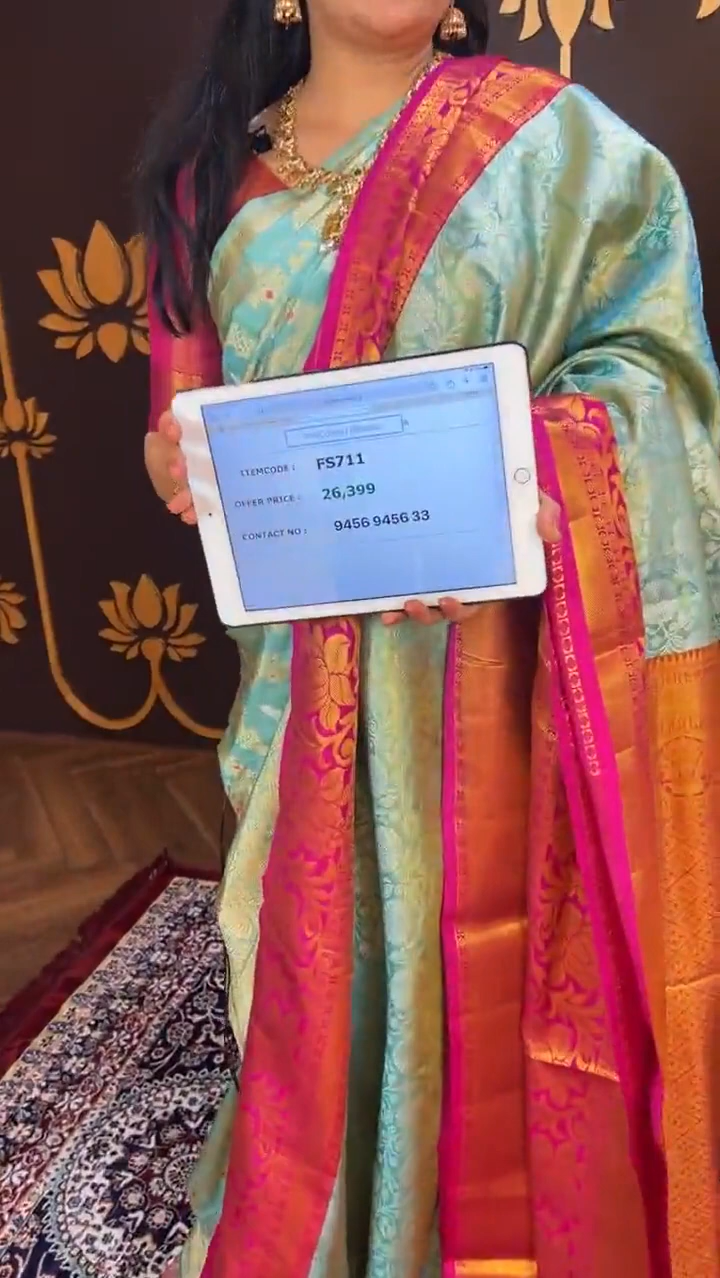 ITEMCODE : FS711
OFFER PRICE : 26,399
CONTACT NO : 9456 9456 33